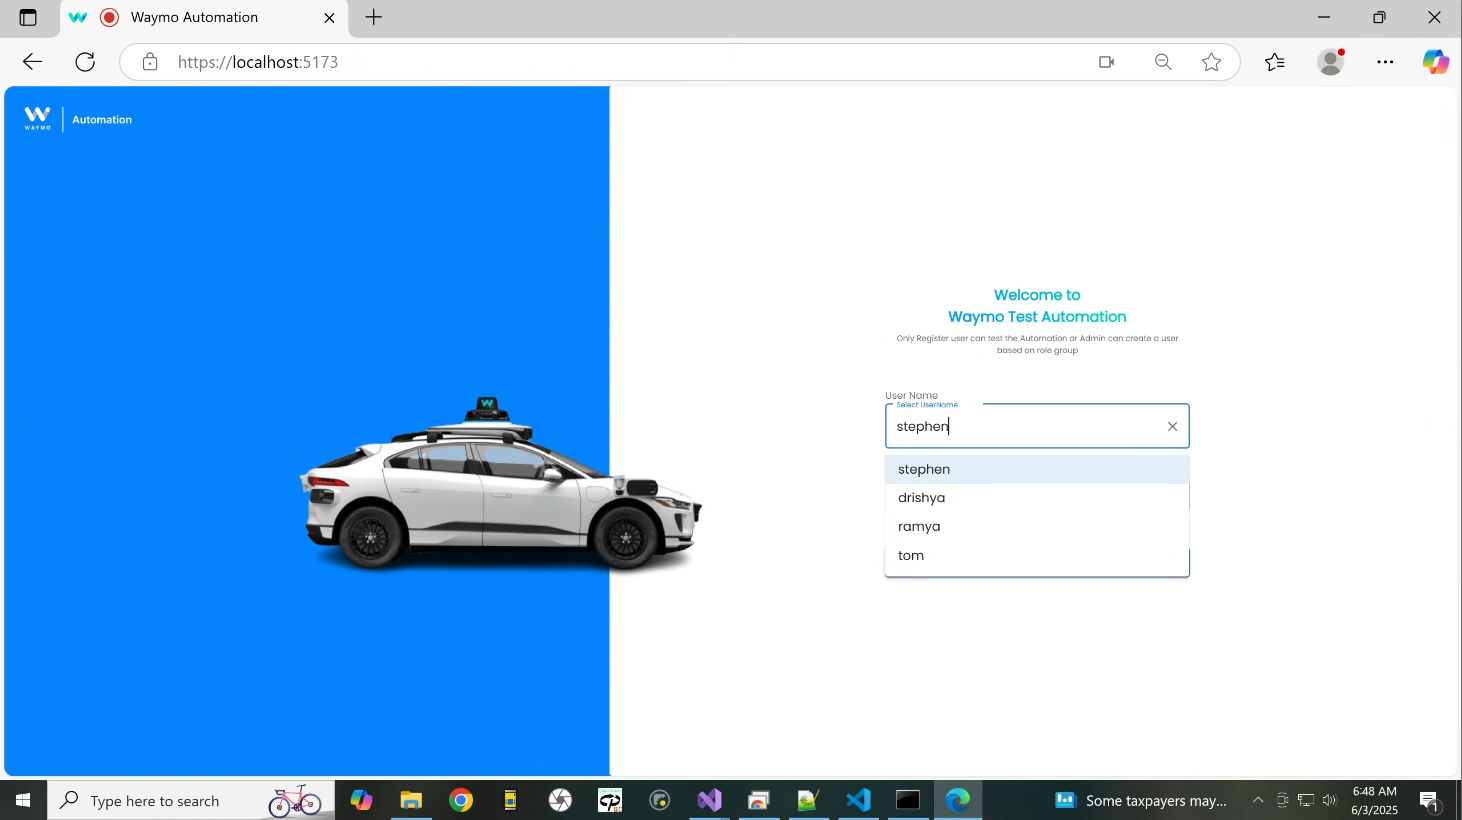 Waymo Automation
https://localhost:5173
WAYMO
Automation
Welcome to
Waymo Test Automation
Only Register user can test the Automation or Admin can create a user
based on role group
User Name
Select UserName
stephen
stephen
drishya
ramya
tom
Type here to search
Some taxpayers may...
6:48 AM
6/3/2025
1